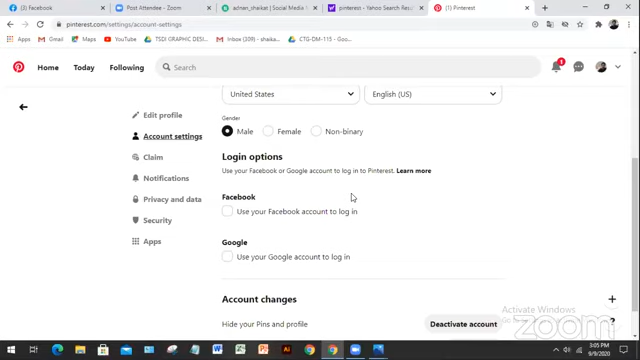 (2) Facebook
Post Attendee - Zoom
adnan_shaikat | Social Media M
pinterest - Yahoo Search Resu
(1) Pinterest
pinterest.com/settings/account-settings
Apps
Gmail
Maps
YouTube
TSDI GRAPHIC DES
Inbox (309) - shaika
CTG-DM-115 - Goo
Home
Today
Following
Search
1
United States
English (US)
Edit profile
Gender
Account settings
Male
Female
Non-binary
Claim
Login options
Use your Facebook or Google account to log in to Pinterest. Learn more
Notifications
Privacy and data
Facebook
Security
Use your Facebook account to log in
Apps
Google
Use your Google account to log in
Account changes
+
Activate Windows
Hide your Pins and profile
Deactivate account
?
zoom
3:05 PM
9/9/2020